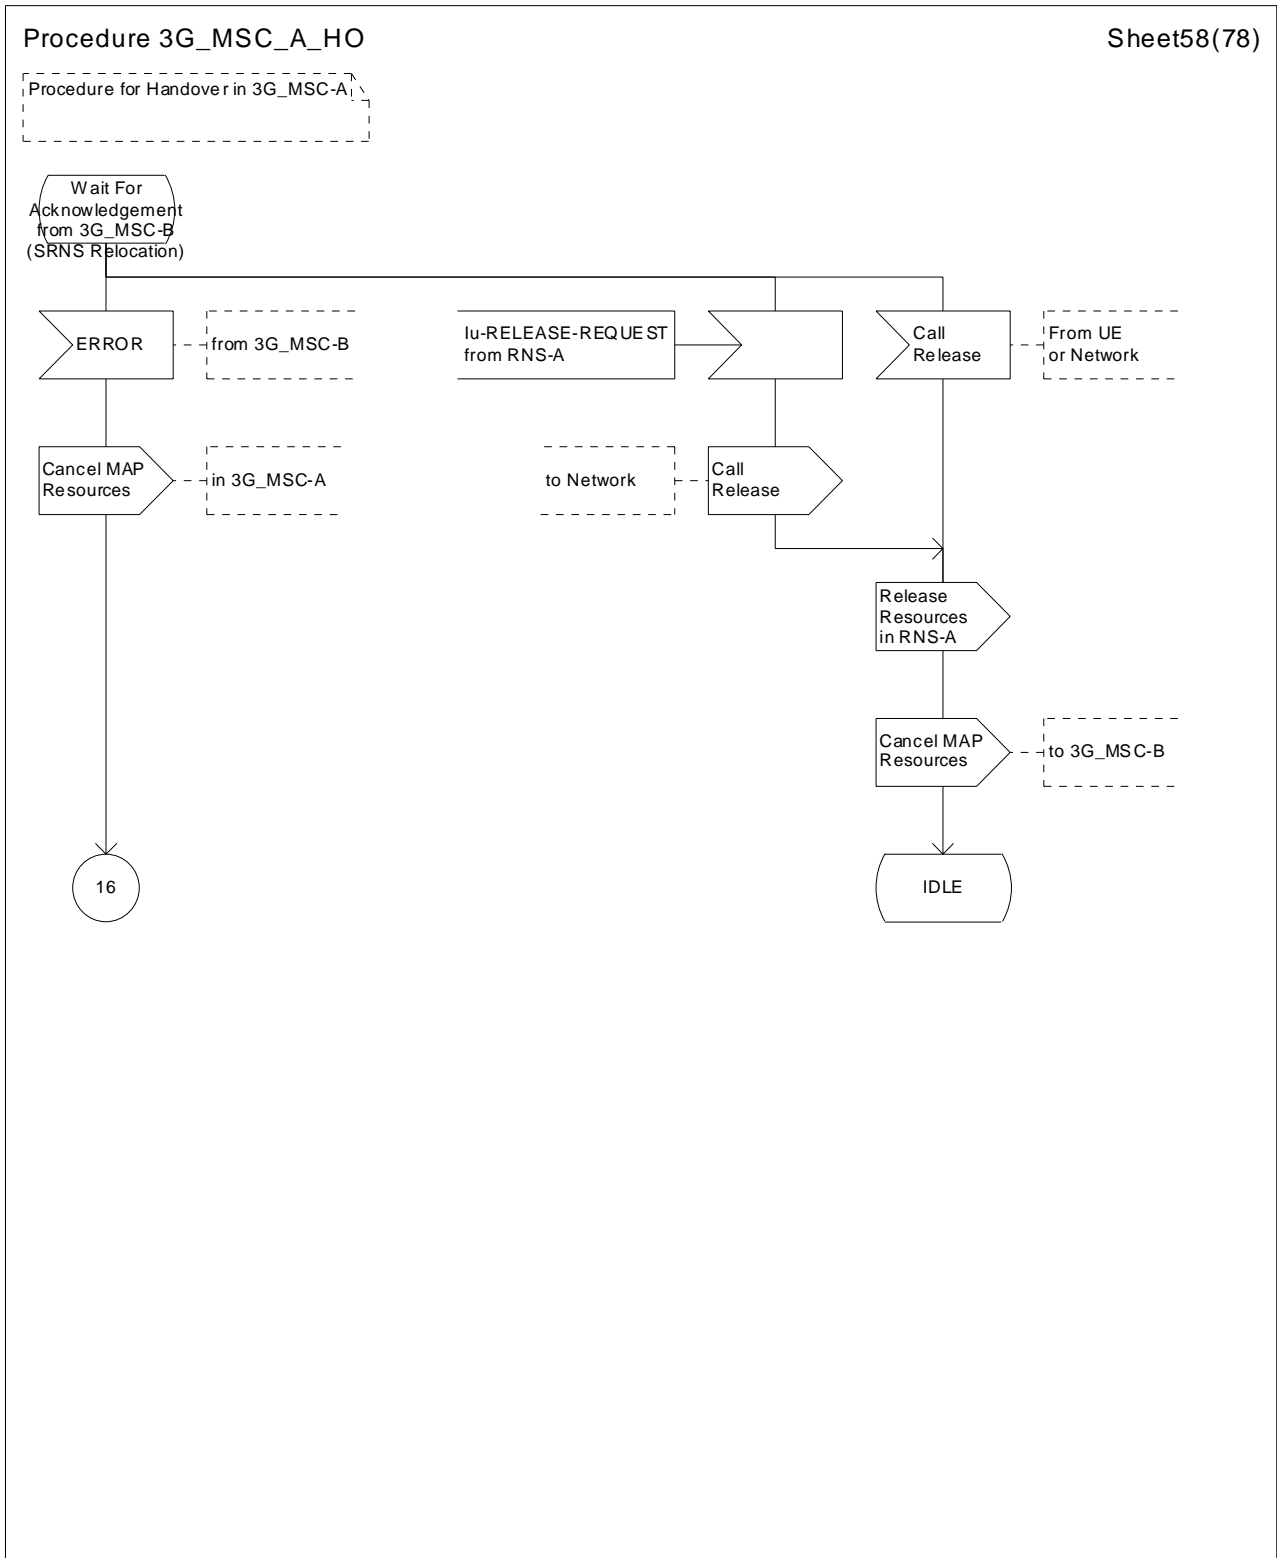 Procedure 3G_MSC_A_HO
Sheet58(78)
Procedure for Handover in 3G_MSC-A
Wait For
Acknowledgement
from 3G_MSC-B
(SRNS Relocation)
ERROR
from 3G_MSC-B
Iu-RELEASE-REQUEST
from RNS-A
Call
Release
From UE
or Network
Cancel MAP
Resources
in 3G_MSC-A
to Network
Call
Release
Release
Resources
in RNS-A
Cancel MAP
Resources
to 3G_MSC-B
16
IDLE